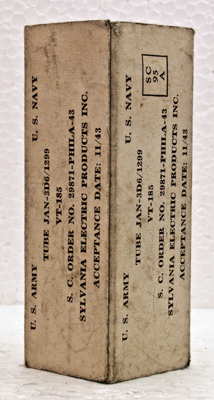 U. S. ARMY U. S. NAVY
TUBE JAN-3D6/1299
VT-185
S. C. ORDER NO. 29871-PHILA-43
SYLVANIA ELECTRIC PRODUCTS INC.
ACCEPTANCE DATE: 11/43
SC
95
A
U. S. ARMY U. S. NAVY
TUBE JAN-3D6/1299
VT-185
S. C. ORDER NO. 29871-PHILA-43
SYLVANIA ELECTRIC PRODUCTS INC.
ACCEPTANCE DATE: 11/43